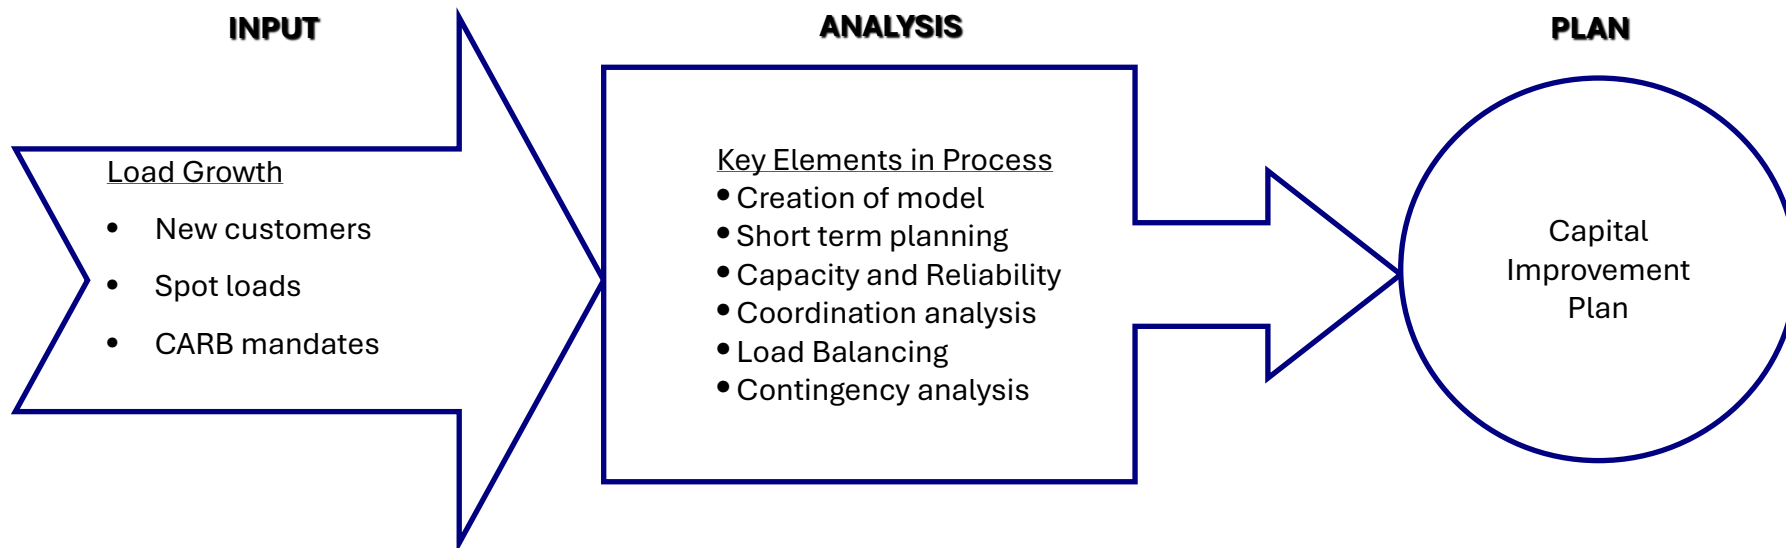 INPUT
Load Growth
• New customers
• Spot loads
• CARB mandates
ANALYSIS
Key Elements in Process
• Creation of model
• Short term planning
• Capacity and Reliability
• Coordination analysis
• Load Balancing
• Contingency analysis
PLAN
Capital
Improvement
Plan